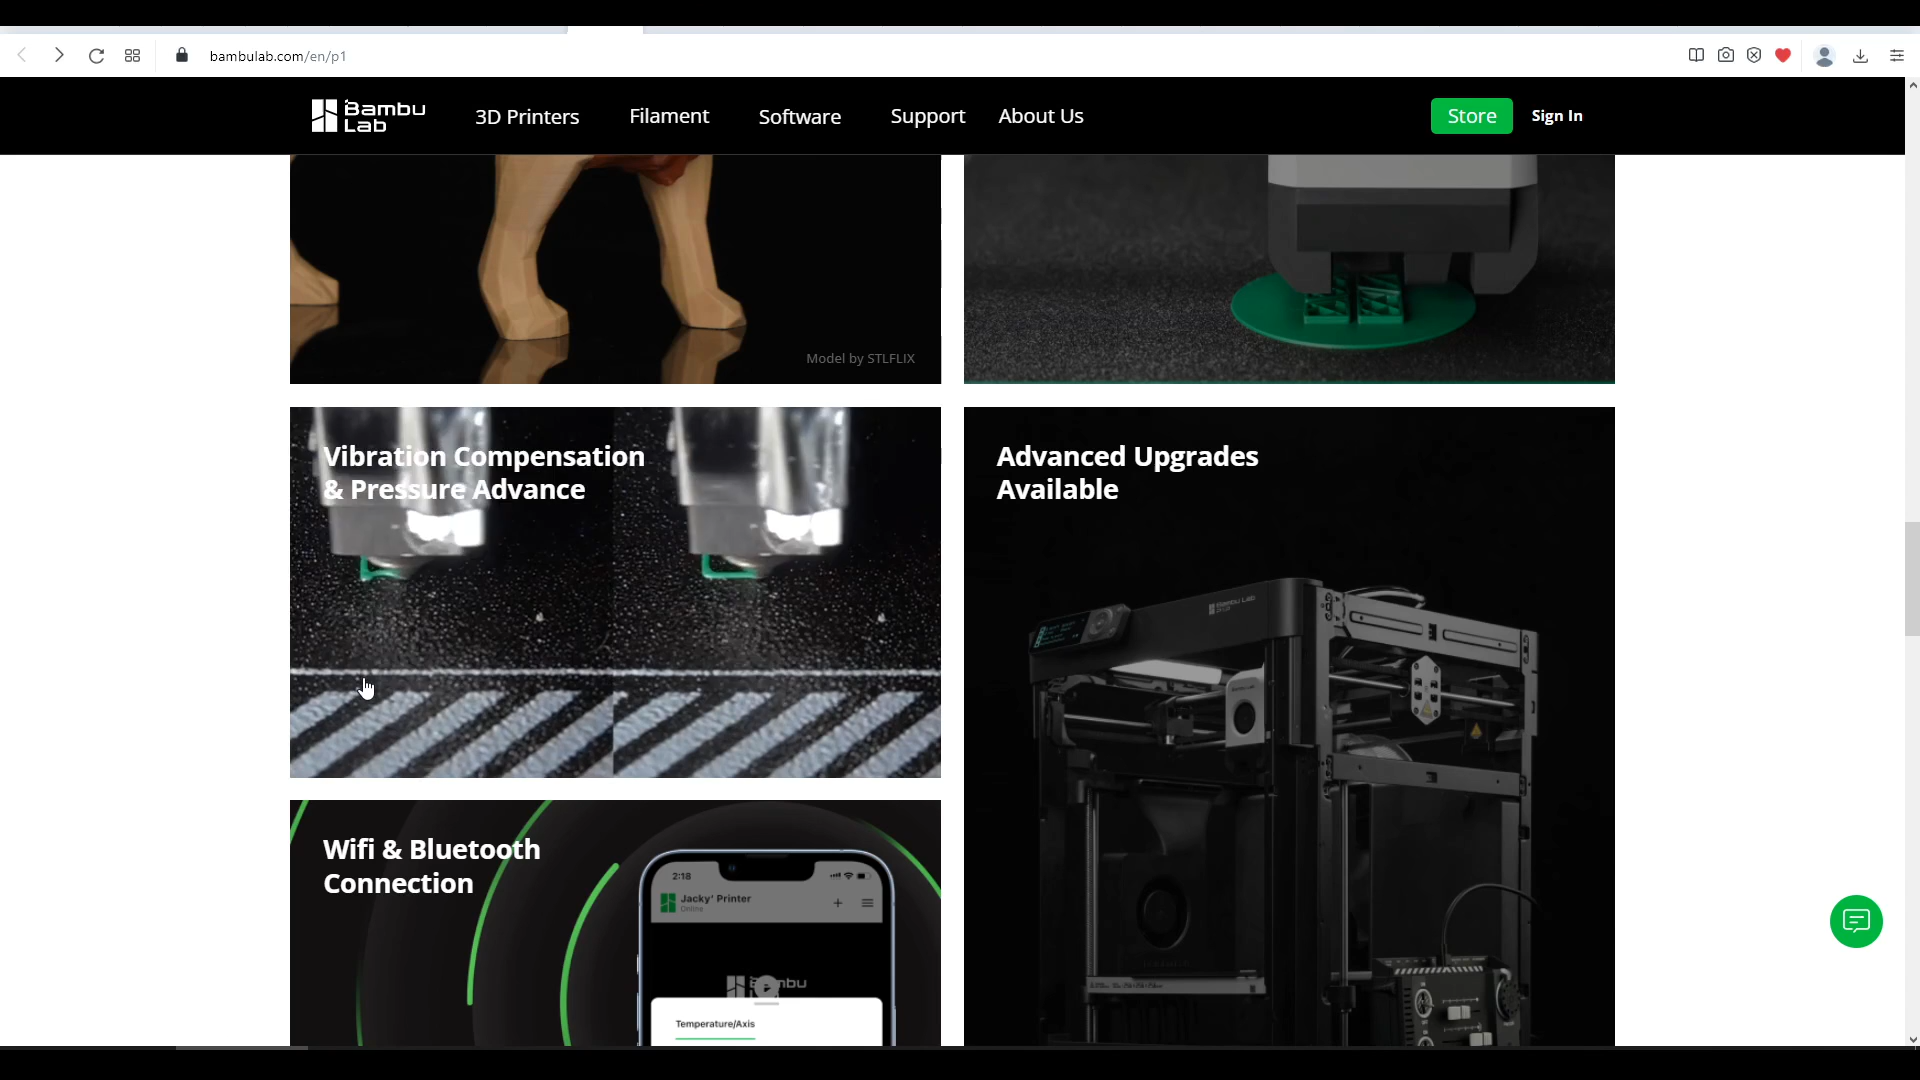 bambulab.com/en/p1
Bambu
Lab
3D Printers
Filament
Software
Support
About Us
Store
Sign In
Model by STLFLIX
Vibration Compensation
& Pressure Advance
Advanced Upgrades
Available
Bambu Lab
Wifi & Bluetooth
Connection
2:18
Jacky' Printer
Online
Temperature/Axis